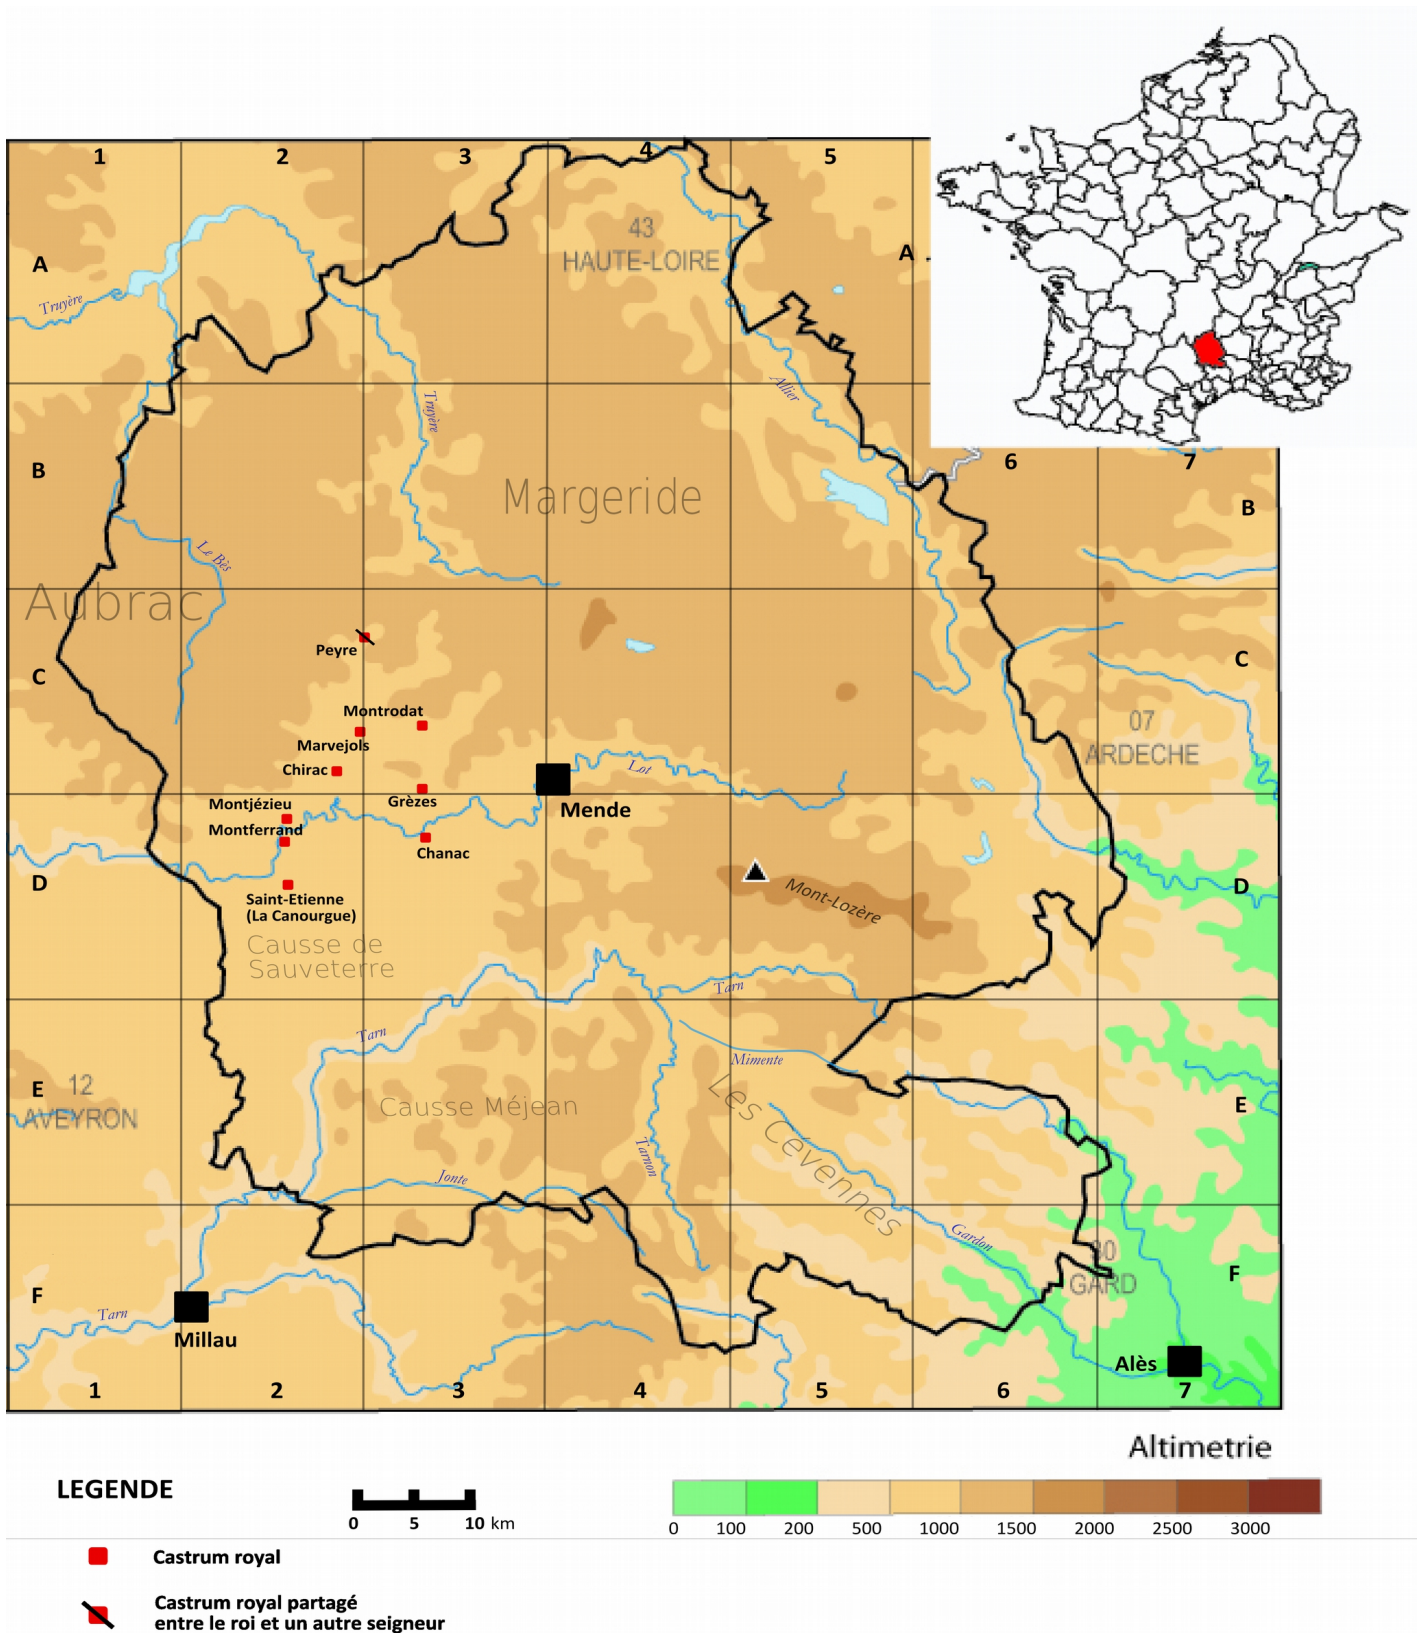 1
2
3
4
5
A
A
43
HAUTE-LOIRE
Truyère
Allier
Truyère
6
7
B
B
Margeride
Le Bès
Aubrac
Peyre
C
C
Montrodat
Marvejols
07
ARDECHE
Chirac
Lot
Grèzes
Mende
Montjézieu
Montferrand
Chanac
D
D
Mont-Lozère
Saint-Etienne
(La Canourgue)
Causse de
Sauveterre
Tarn
Tarn
Mimente
12
AVEYRON
E
E
Causse Méjean
Les Cévennes
Tarnon
Jonte
Gardon
30
GARD
F
F
Tarn
Millau
Alès
1
2
3
4
5
6
7
Altimetrie
LEGENDE
0 5 10 km
0 100 200 500 1000 1500 2000 2500 3000
Castrum royal
Castrum royal partagé
entre le roi et un autre seigneur